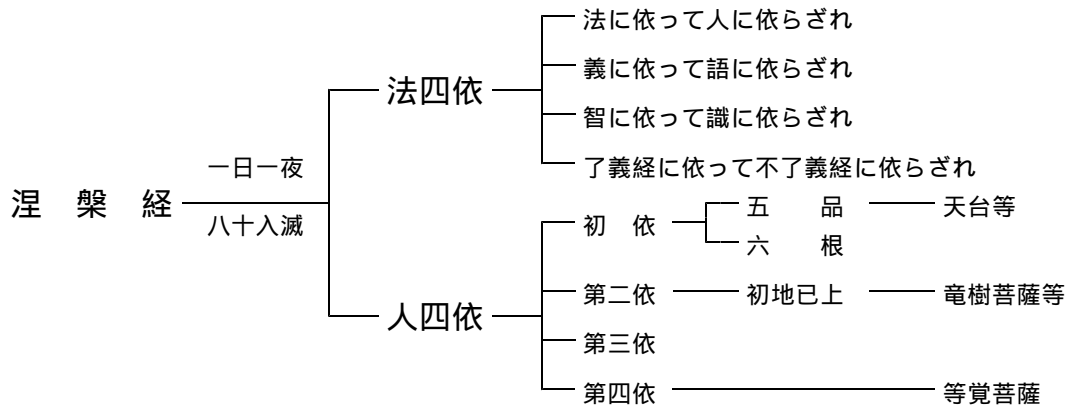 涅槃経
一日一夜
八十入滅
法四依
法に依って人に依らざれ
義に依って語に依らざれ
智に依って識に依らざれ
了義経に依って不了義経に依らざれ
人四依
初依
五品
天台等
六根
第二依
初地已上
竜樹菩薩等
第三依
第四依
等覚菩薩